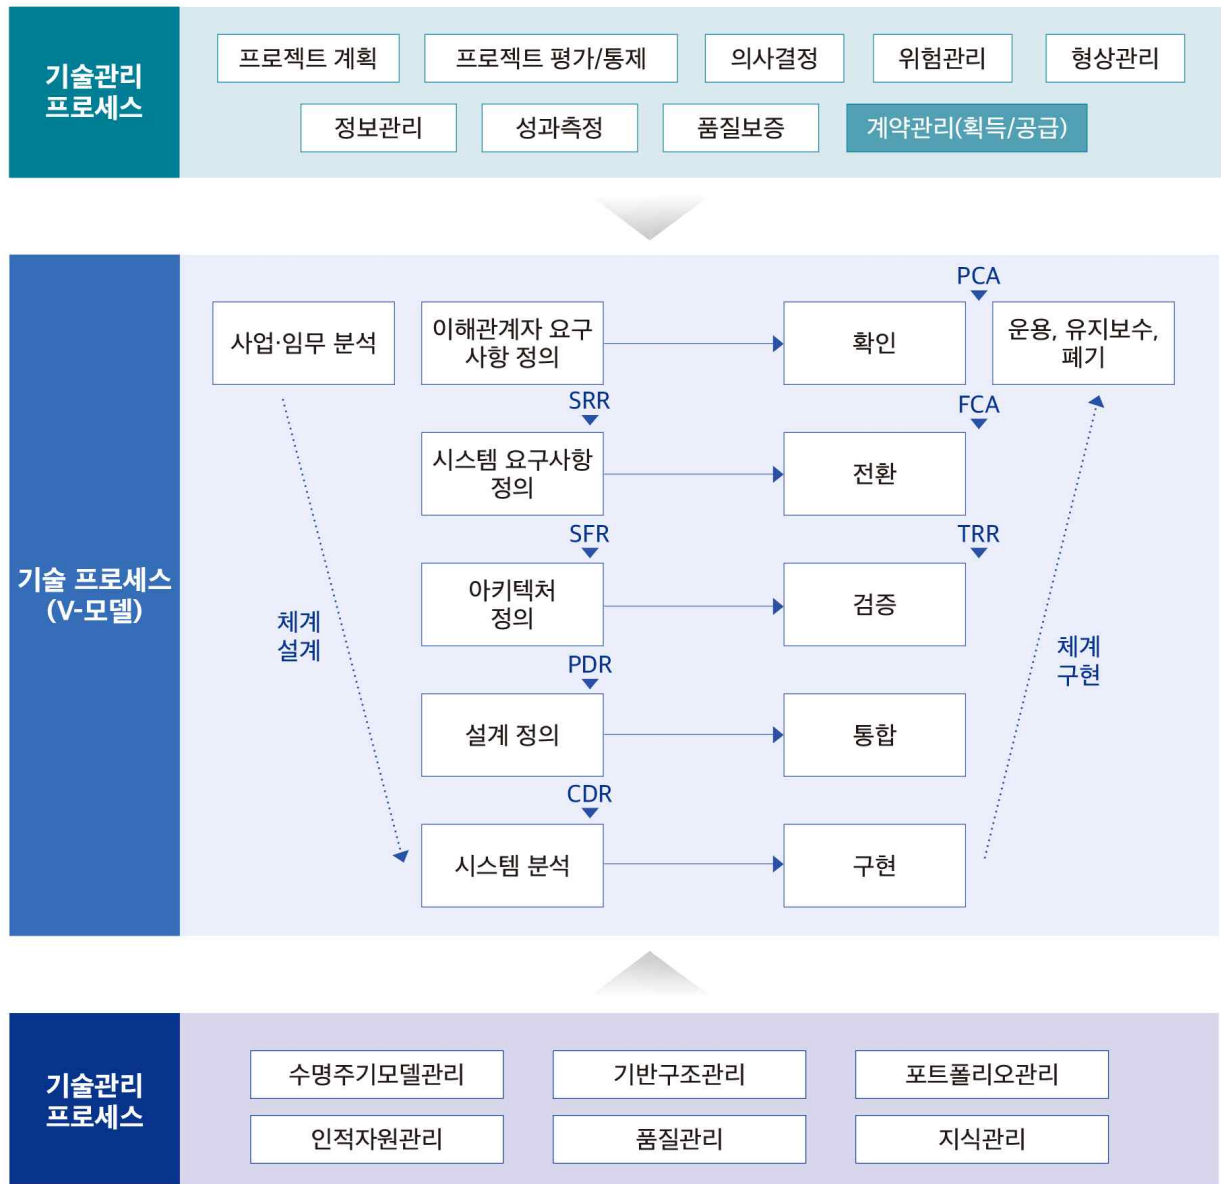 기술관리
프로세스
프로젝트 계획
프로젝트 평가/통제
의사결정
위험관리
형상관리
정보관리
성과측정
품질보증
계약관리(획득/공급)
기술 프로세스
(V-모델)
PCA
사업·임무 분석
이해관계자 요구
사항 정의
확인
운용, 유지보수,
폐기
SRR
FCA
시스템 요구사항
정의
전환
SFR
TRR
아키텍처
정의
검증
체계
설계
체계
구현
PDR
설계 정의
통합
CDR
시스템 분석
구현
기술관리
프로세스
수명주기모델관리
기반구조관리
포트폴리오관리
인적자원관리
품질관리
지식관리